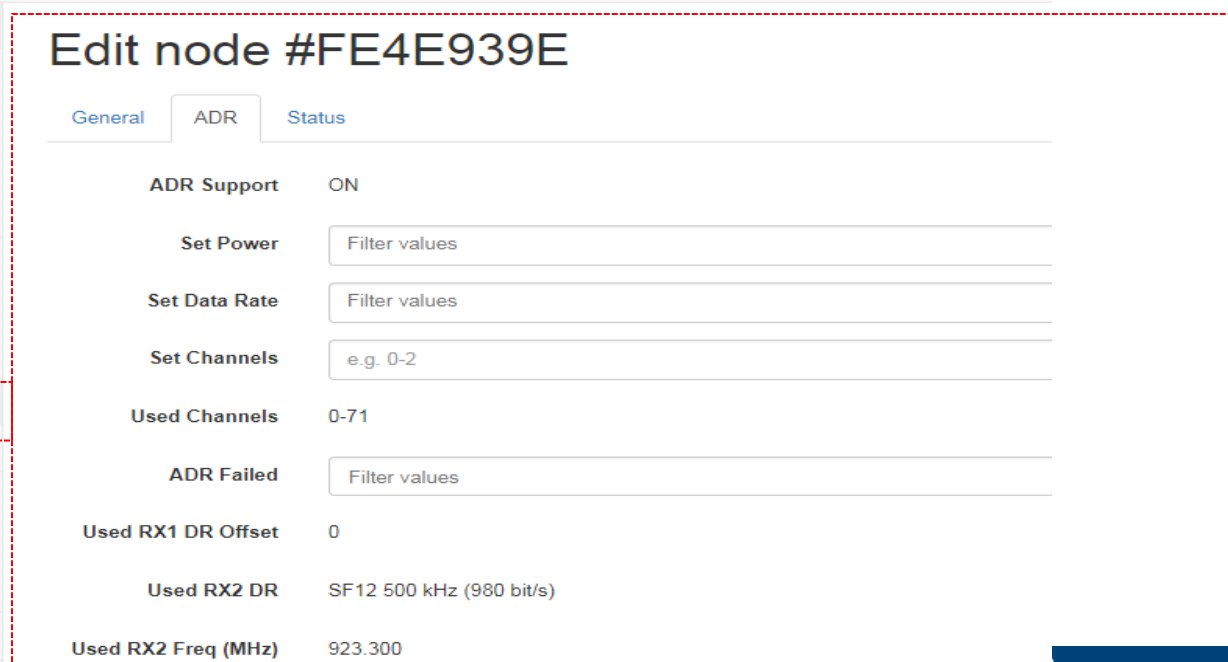 Edit node #FE4E939E
General ADR Status
ADR Support ON
Set Power Filter values
Set Data Rate Filter values
Set Channels e.g. 0-2
Used Channels 0-71
ADR Failed Filter values
Used RX1 DR Offset 0
Used RX2 DR SF12 500 kHz (980 bit/s)
Used RX2 Freq (MHz) 923.300